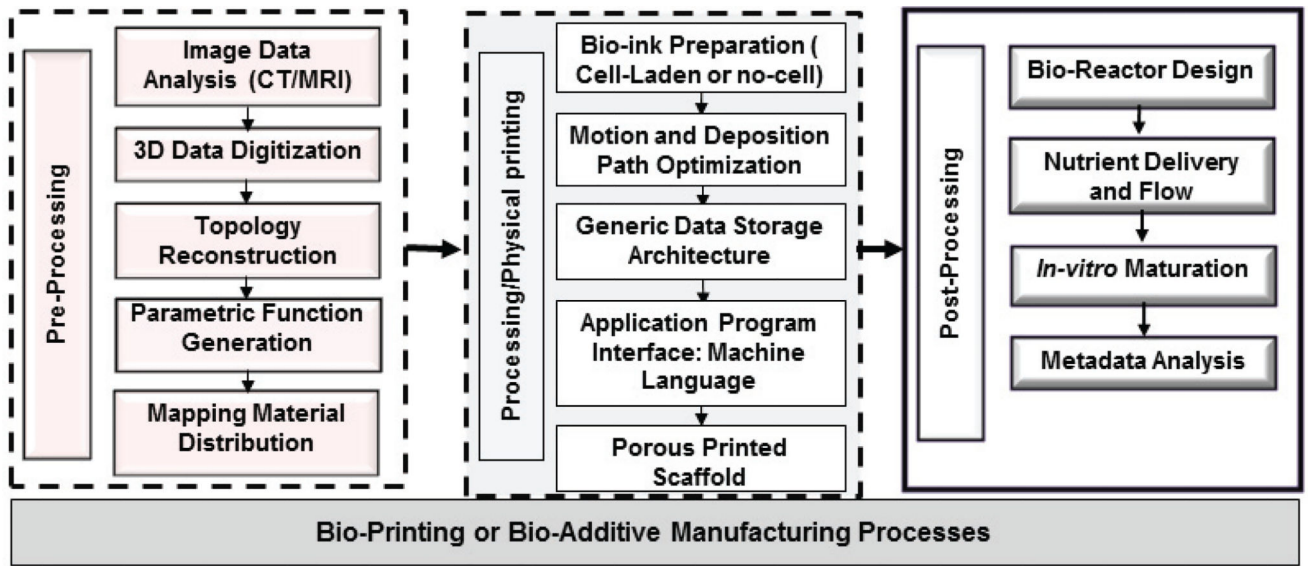 Pre-Processing
Image Data
Analysis (CT/MRI)
3D Data Digitization
Topology
Reconstruction
Parametric Function
Generation
Mapping Material
Distribution
Processing/Physical printing
Bio-ink Preparation (
Cell-Laden or no-cell)
Motion and Deposition
Path Optimization
Generic Data Storage
Architecture
Application Program
Interface: Machine
Language
Porous Printed
Scaffold
Post-Processing
Bio-Reactor Design
Nutrient Delivery
and Flow
In-vitro Maturation
Metadata Analysis
Bio-Printing or Bio-Additive Manufacturing Processes